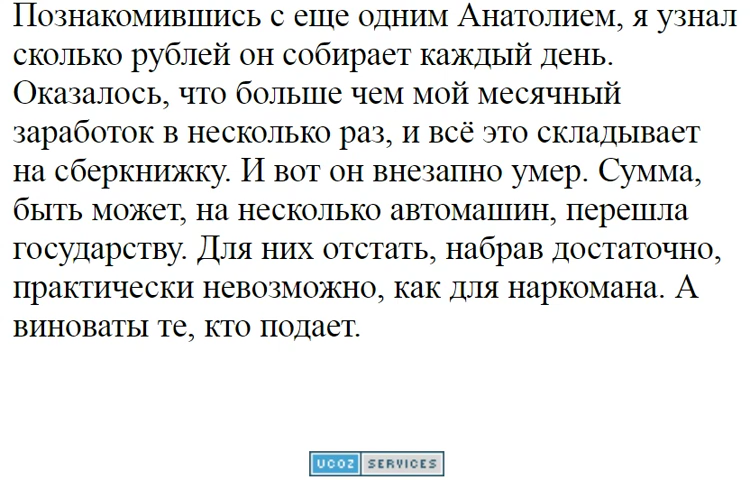 Познакомившись с еще одним Анатолием, я узнал
сколько рублей он собирает каждый день.
Оказалось, что больше чем мой месячный
заработок в несколько раз, и всё это складывает
на сберкнижку. И вот он внезапно умер. Сумма,
быть может, на несколько автомашин, перешла
государству. Для них отстать, набрав достаточно,
практически невозможно, как для наркомана. А
виноваты те, кто подает.
UCOZ SERVICES